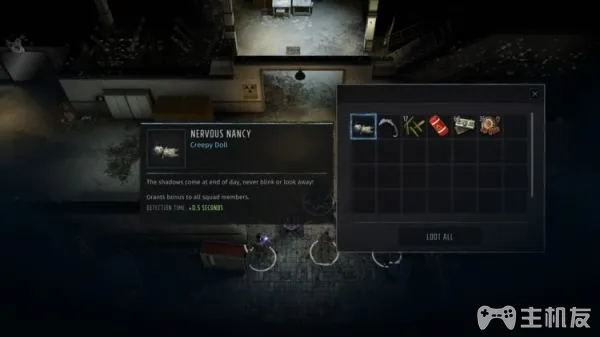 NERVOUS NANCY
Creepy Doll
The shadows come at end of day, never blink or look away!
Grants bonus to all squad members.
DETECTION TIME +0.5 SECONDS
LOOT ALL
主机友